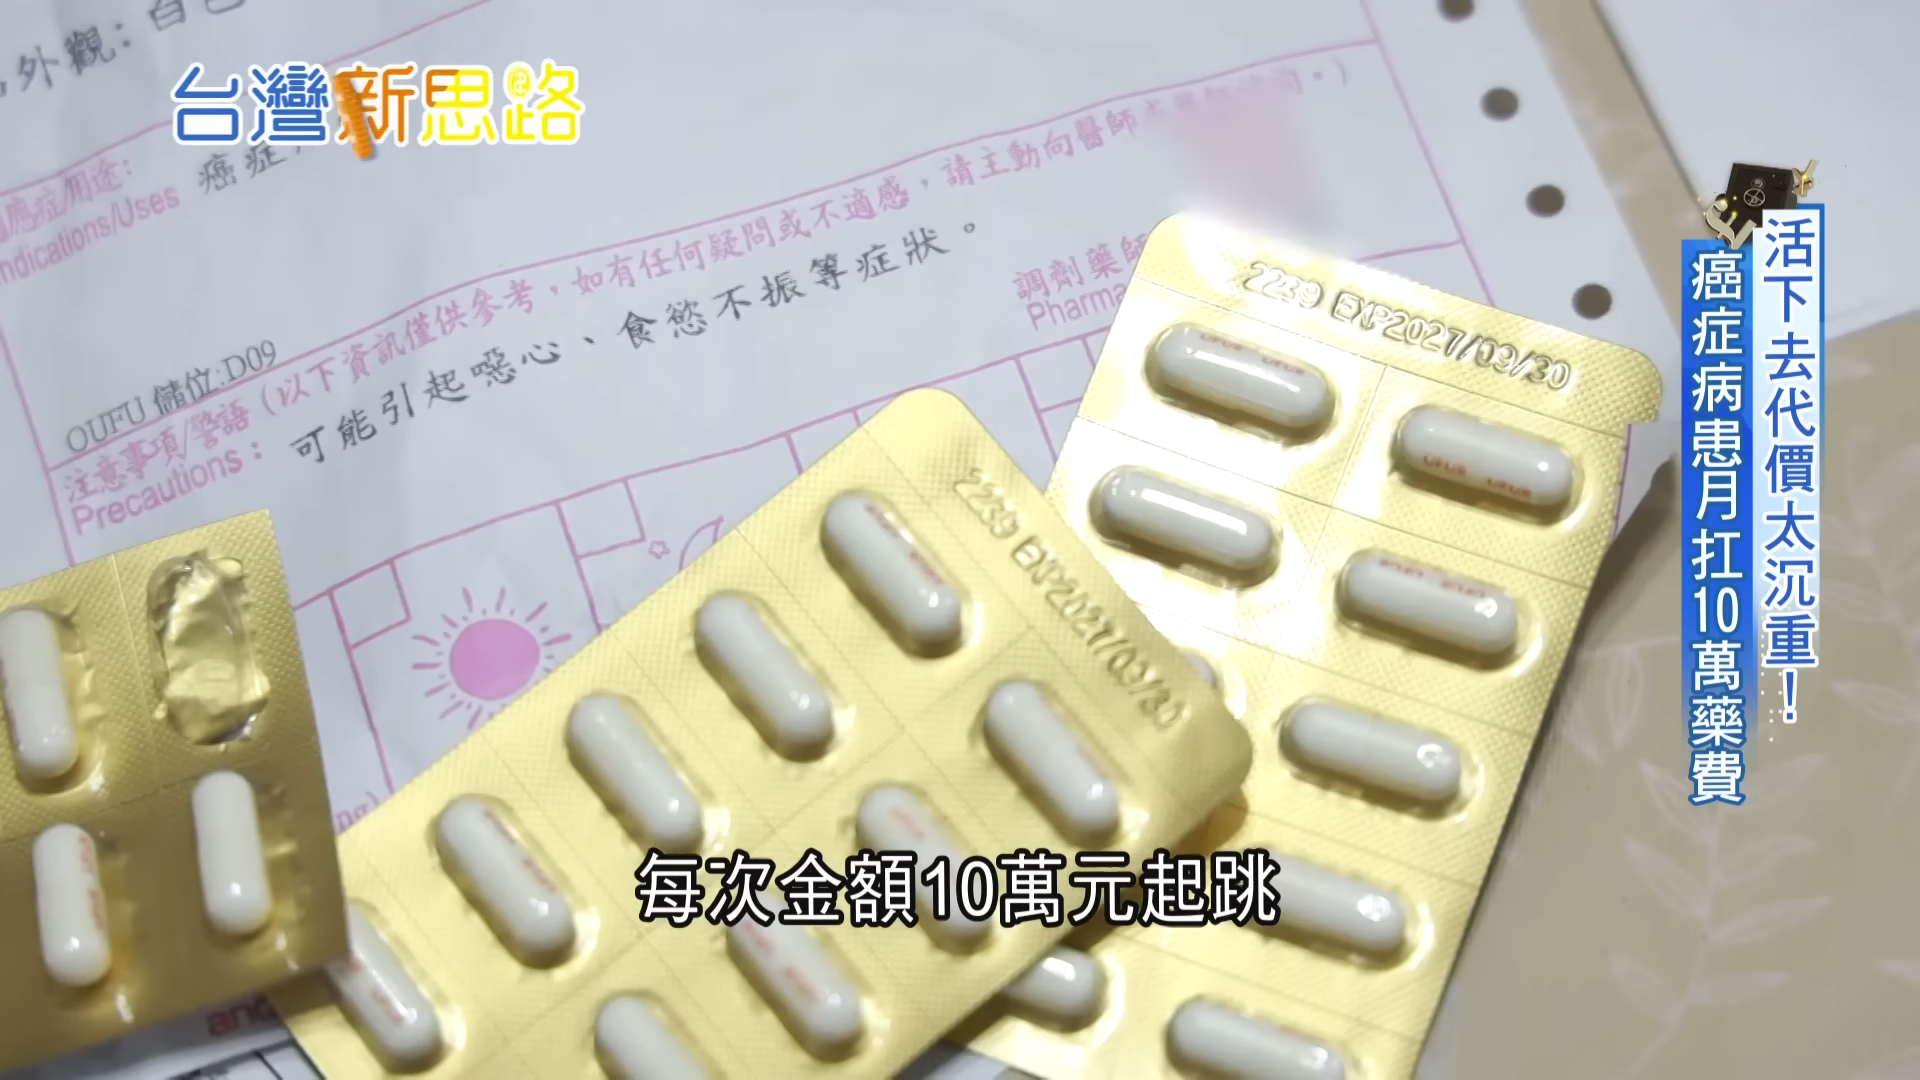 外觀：白色
台灣新思路
適應症/用途：
Indications/Uses
癌症
如有任何疑問或不適感，請主動向醫師
OUFU 儲位:D09
注意事項/警語（以下資訊僅供參考，
Precautions：
可能引起噁心、食慾不振等症狀。
調劑藥師
Pharma
2239 EXP2027/09/30
2239 EXP2027/09/30
UFUR UFUR
活下去代價太沉重！
癌症病患月扛10萬藥費
每次金額10萬元起跳
and